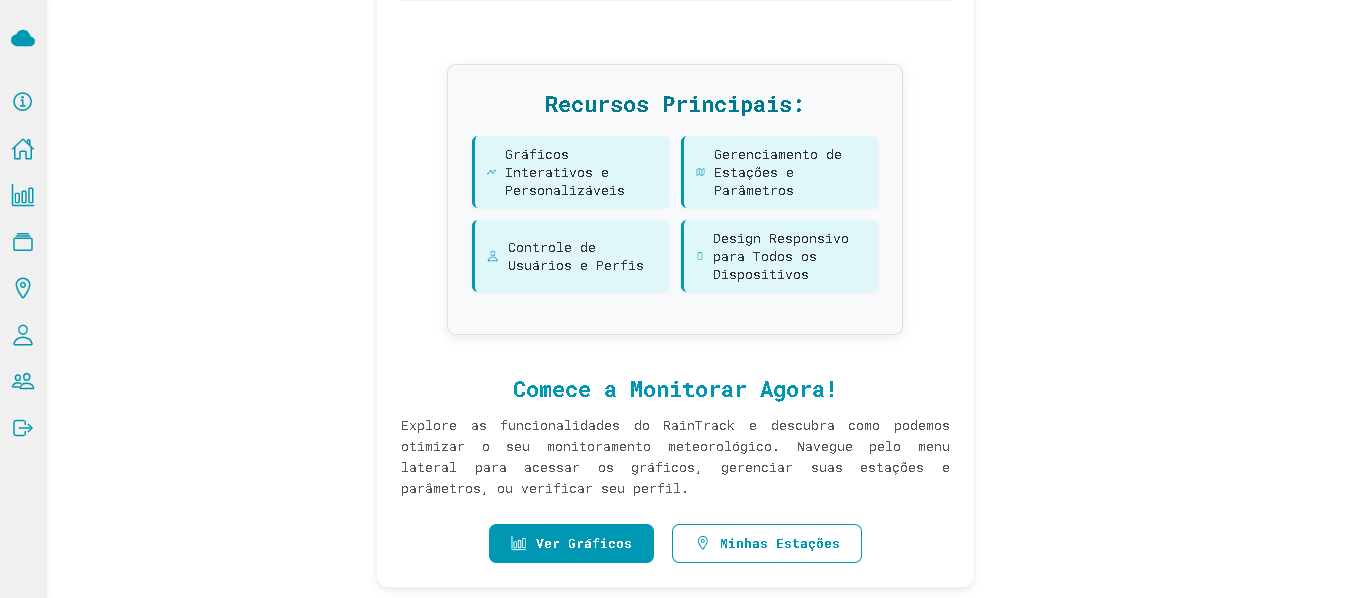 Recursos Principais:
Gráficos
Interativos e
Personalizáveis
Gerenciamento de
Estações e
Parâmetros
Controle de
Usuários e Perfis
Design Responsivo
para Todos os
Dispositivos
Comece a Monitorar Agora!
Explore as funcionalidades do RainTrack e descubra como podemos
otimizar o seu monitoramento meteorológico. Navegue pelo menu
lateral para acessar os gráficos, gerenciar suas estações e
parâmetros, ou verificar seu perfil.
Ver Gráficos
Minhas Estações